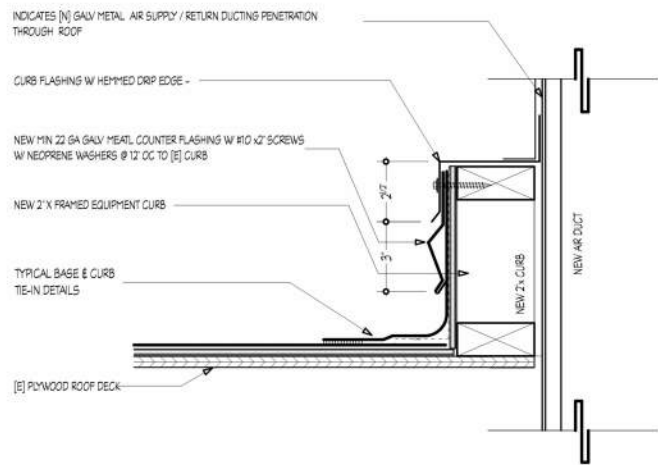 INDICATES [N] GALV METAL AIR SUPPLY / RETURN DUCTING PENETRATION
THROUGH ROOF
CURB FLASHING W HEMMED DRIP EDGE -
NEW MIN 22 GA GALV MEATL COUNTER FLASHING W #10 x2" SCREWS
W/ NEOPRENE WASHERS @ 12" OC TO [E] CURB
NEW 2" X FRAMED EQUIPMENT CURB
TYPICAL BASE & CURB
TIE-IN DETAILS
[E] PLYWOOD ROOF DECK
2 1/2"
3"
NEW 2'x CURB
NEW AIR DUCT